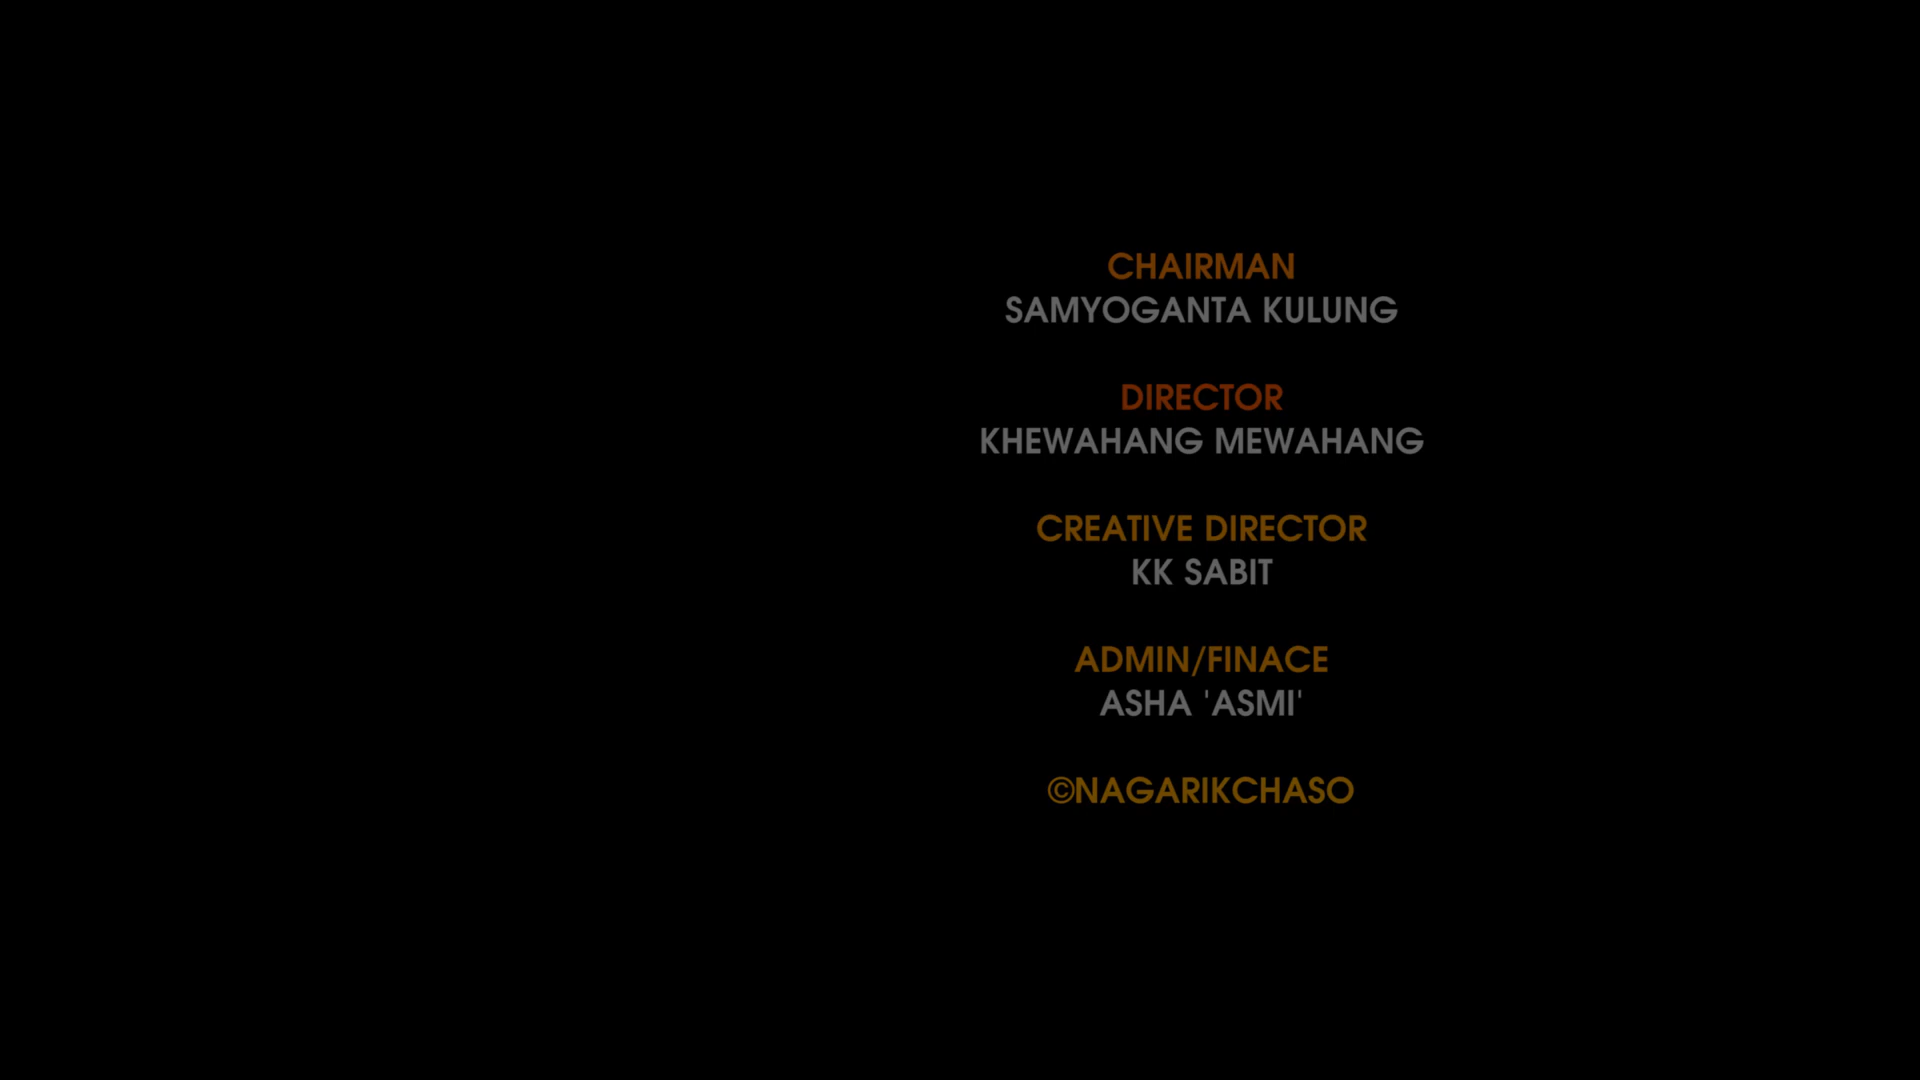 CHAIRMAN
SAMYOGANTA KULUNG
DIRECTOR
KHEWAHANG MEWAHANG
CREATIVE DIRECTOR
KK SABIT
ADMIN/FINACE
ASHA 'ASMI'
©NAGARIKCHASO